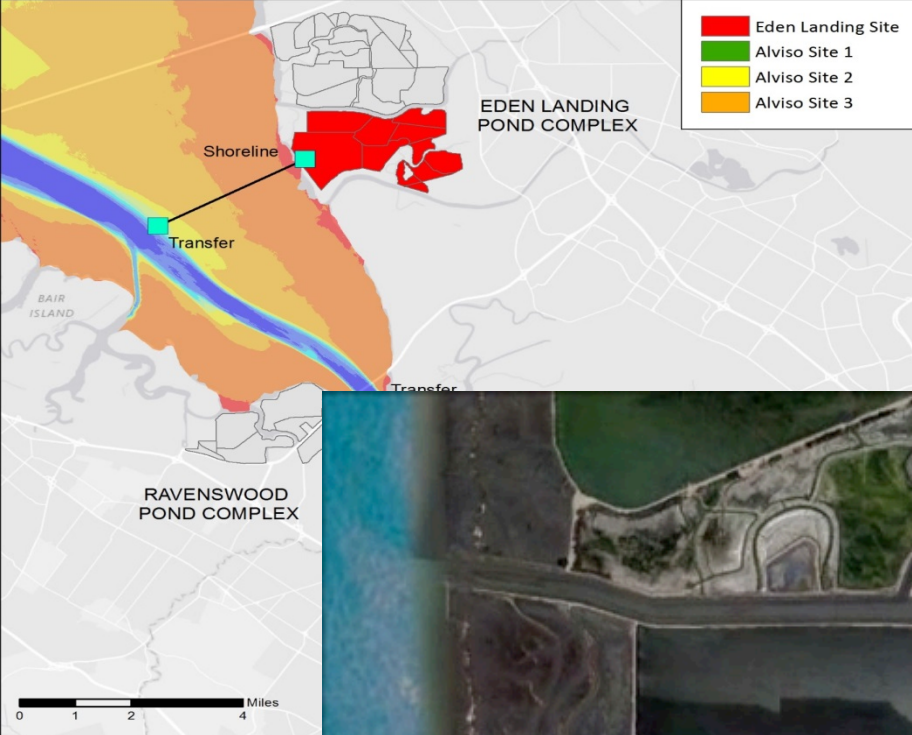 Eden Landing Site
Alviso Site 1
Alviso Site 2
Alviso Site 3
EDEN LANDING
POND COMPLEX
Shoreline
Transfer
BAIR
ISLAND
Transfer
RAVENSWOOD
POND COMPLEX
Miles
0 1 2 4